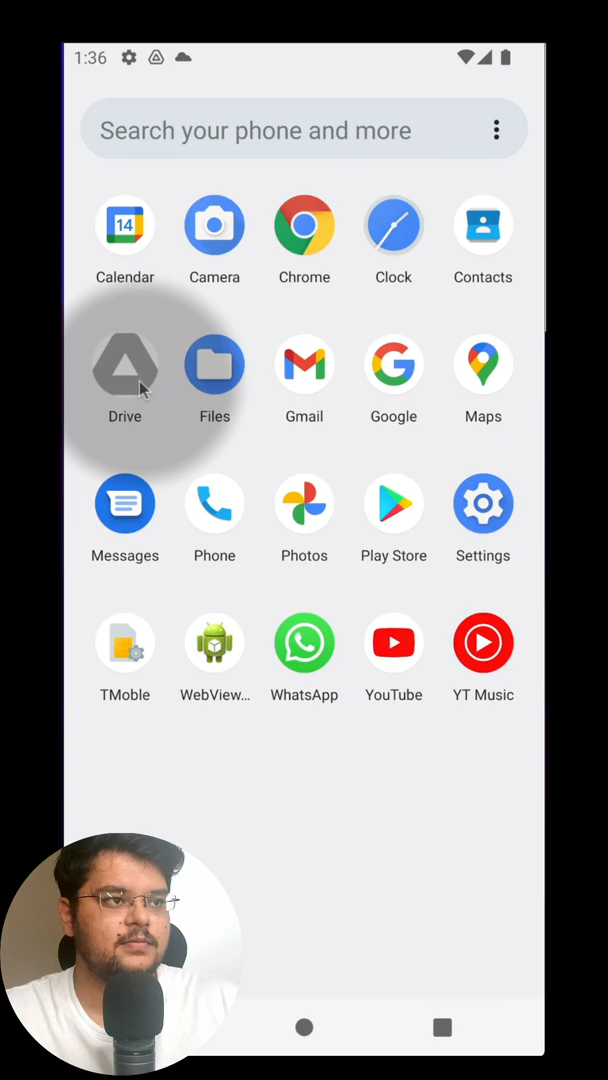 1:36
Search your phone and more
14
Calendar Camera Chrome Clock Contacts
Drive Files Gmail Google Maps
Messages Phone Photos Play Store Settings
TMoble WebView... WhatsApp YouTube YT Music